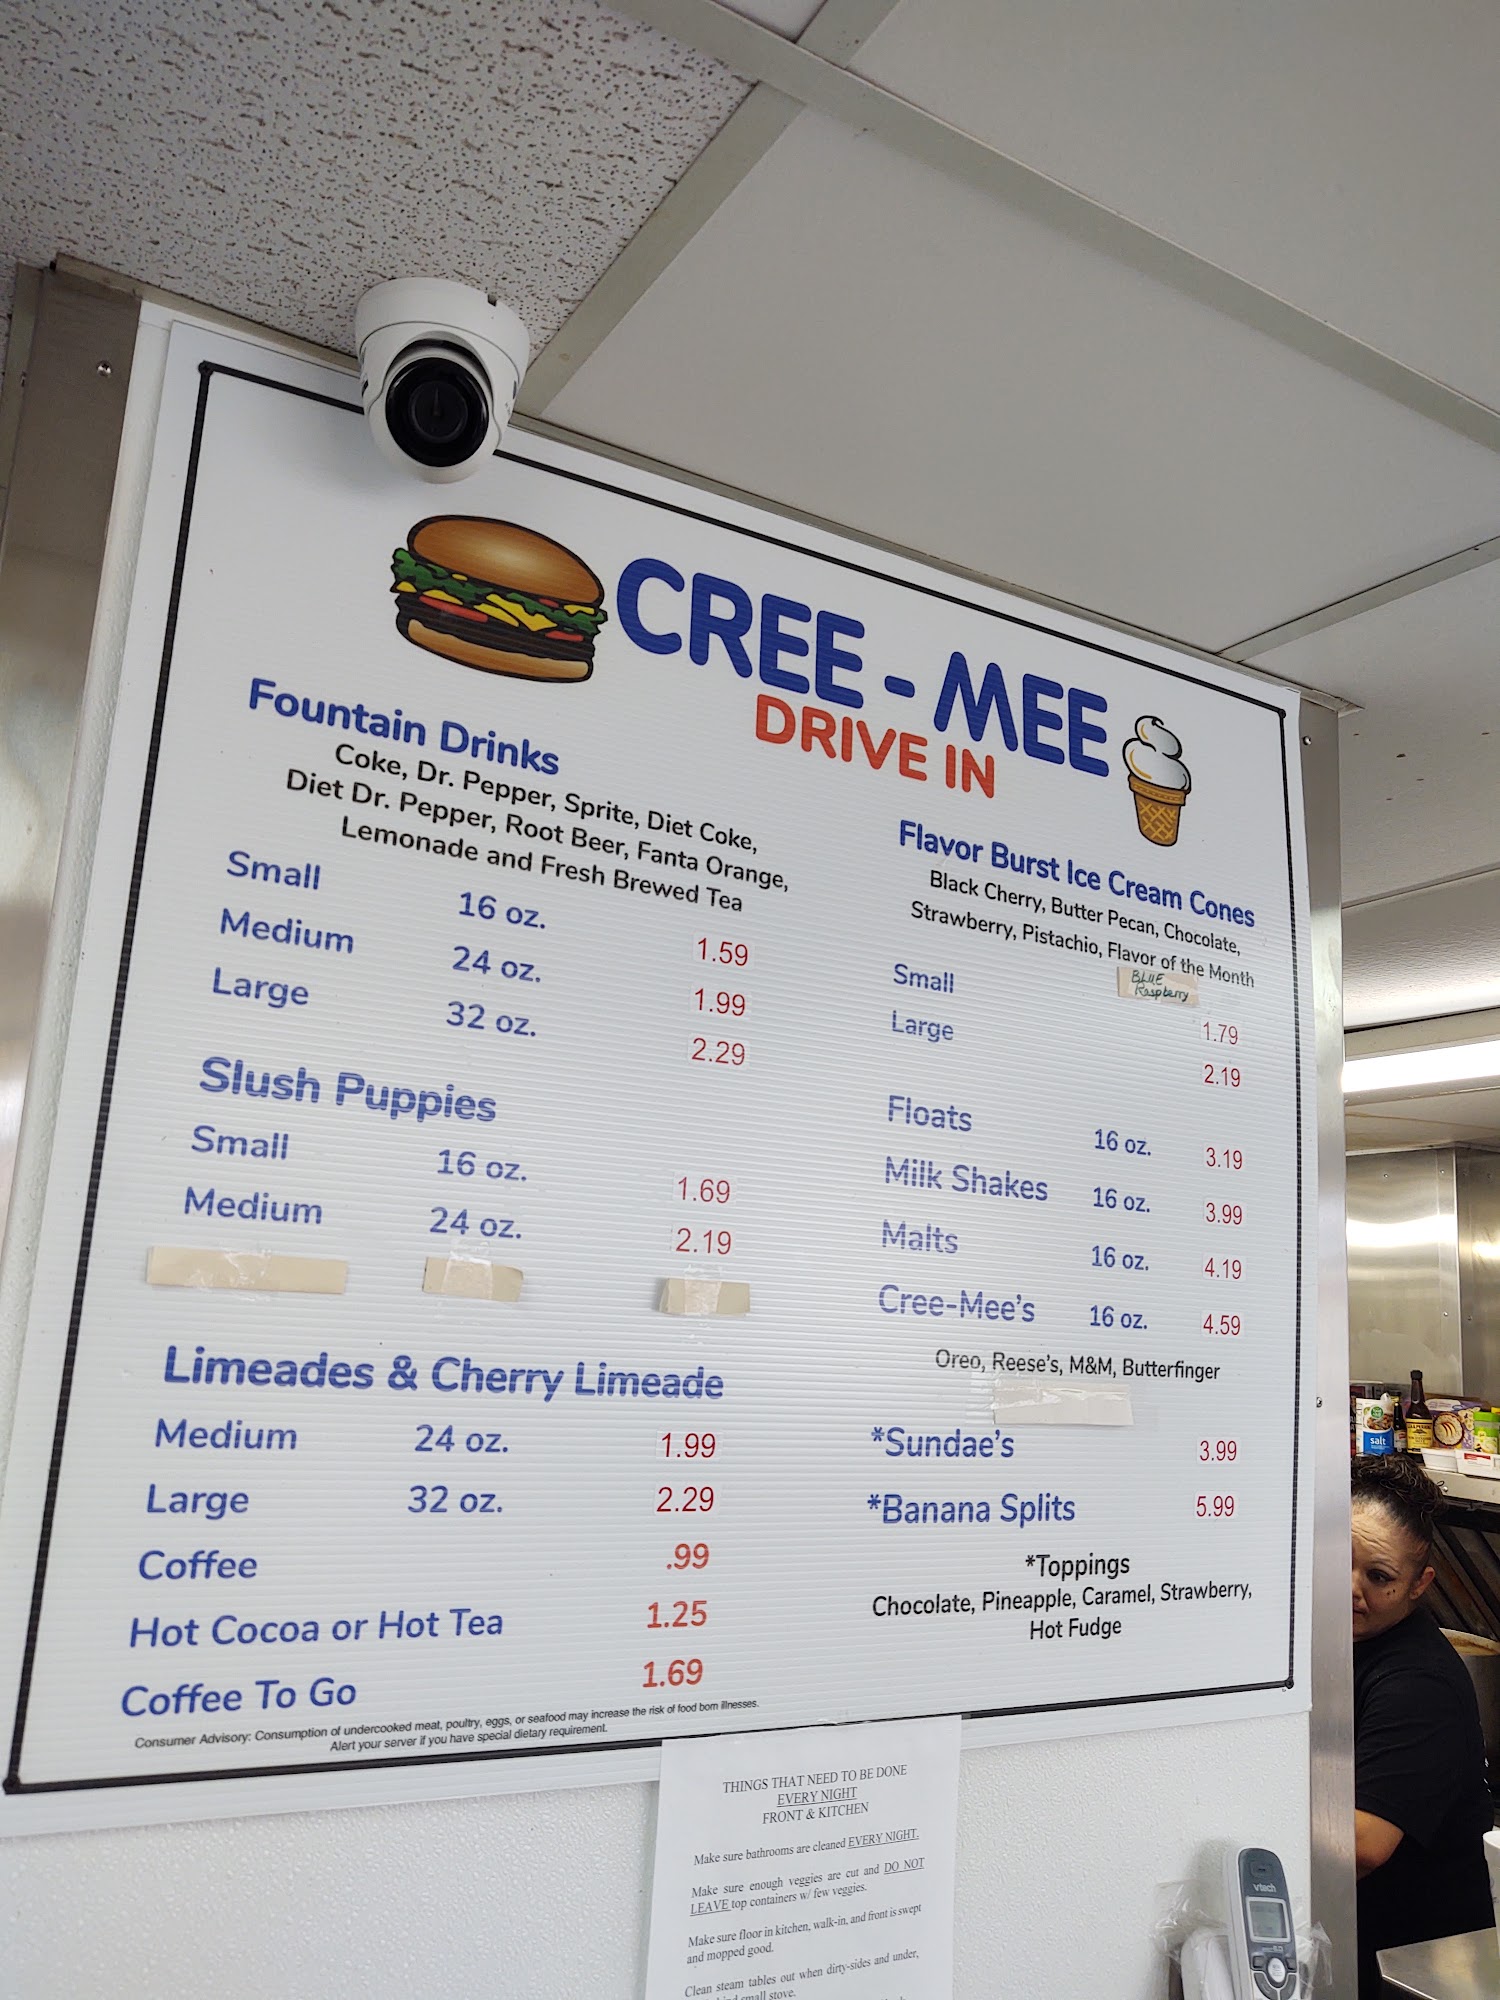 CREE - MEE
DRIVE IN
Fountain Drinks
Coke, Dr. Pepper, Sprite, Diet Coke,
Diet Dr. Pepper, Root Beer, Fanta Orange,
Lemonade and Fresh Brewed Tea
Small 16 oz. 1.59
Medium 24 oz. 1.99
Large 32 oz. 2.29
Slush Puppies
Small 16 oz. 1.69
Medium 24 oz. 2.19
Limeades & Cherry Limeade
Medium 24 oz. 1.99
Large 32 oz. 2.29
Coffee .99
Hot Cocoa or Hot Tea 1.25
Coffee To Go 1.69
Consumer Advisory: Consumption of undercooked meat, poultry, eggs, or seafood may increase the risk of food born illnesses.
Alert your server if you have special dietary requirement.
Flavor Burst Ice Cream Cones
Black Cherry, Butter Pecan, Chocolate,
Strawberry, Pistachio, Flavor of the Month
BLUE
Raspberry
Small 1.79
Large 2.19
Floats 16 oz. 3.19
Milk Shakes 16 oz. 3.99
Malts 16 oz. 4.19
Cree-Mee's 16 oz. 4.59
Oreo, Reese's, M&M, Butterfinger
*Sundae's 3.99
*Banana Splits 5.99
*Toppings
Chocolate, Pineapple, Caramel, Strawberry,
Hot Fudge
THINGS THAT NEED TO BE DONE
EVERY NIGHT
FRONT & KITCHEN
Make sure bathrooms are cleaned EVERY NIGHT.
Make sure enough veggies are cut and DO NOT
LEAVE top containers w/ few veggies.
Make sure floor in kitchen, walk-in, and front is swept
and mopped good.
Clean steam tables out when dirty-sides and under,
small stove.
salt
vtech